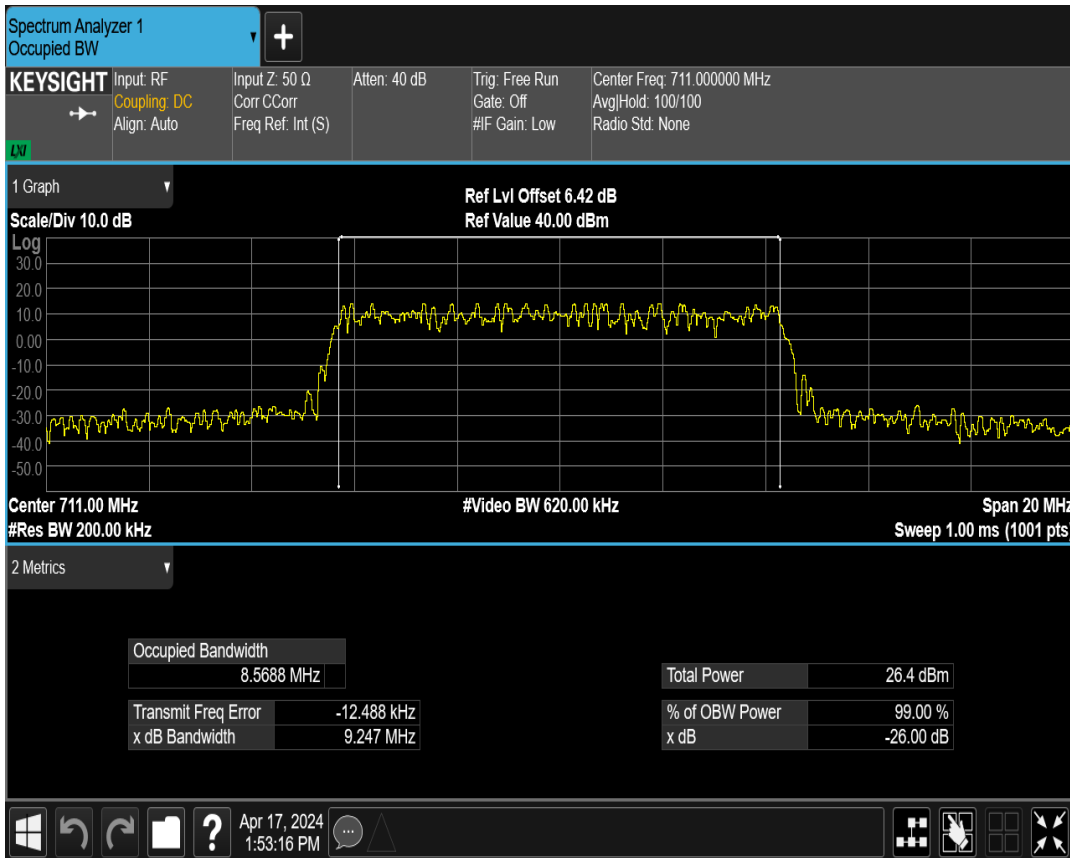 Spectrum Analyzer 1
Occupied BW
+
KEYSIGHT
LXI
Input: RF
Coupling: DC
Align: Auto
Input Z: 50 Ω
Corr CCorr
Freq Ref: Int (S)
Atten: 40 dB
Trig: Free Run
Gate: Off
#IF Gain: Low
Center Freq: 711.000000 MHz
Avg|Hold: 100/100
Radio Std: None
1 Graph
Scale/Div 10.0 dB
Ref Lvl Offset 6.42 dB
Ref Value 40.00 dBm
Log
30.0
20.0
10.0
0.00
-10.0
-20.0
-30.0
-40.0
-50.0
Center 711.00 MHz
#Res BW 200.00 kHz
#Video BW 620.00 kHz
Span 20 MHz
Sweep 1.00 ms (1001 pts)
2 Metrics
Occupied Bandwidth
8.5688 MHz
Transmit Freq Error -12.488 kHz
x dB Bandwidth 9.247 MHz
Total Power 26.4 dBm
% of OBW Power 99.00 %
x dB -26.00 dB
?
Apr 17, 2024
1:53:16 PM